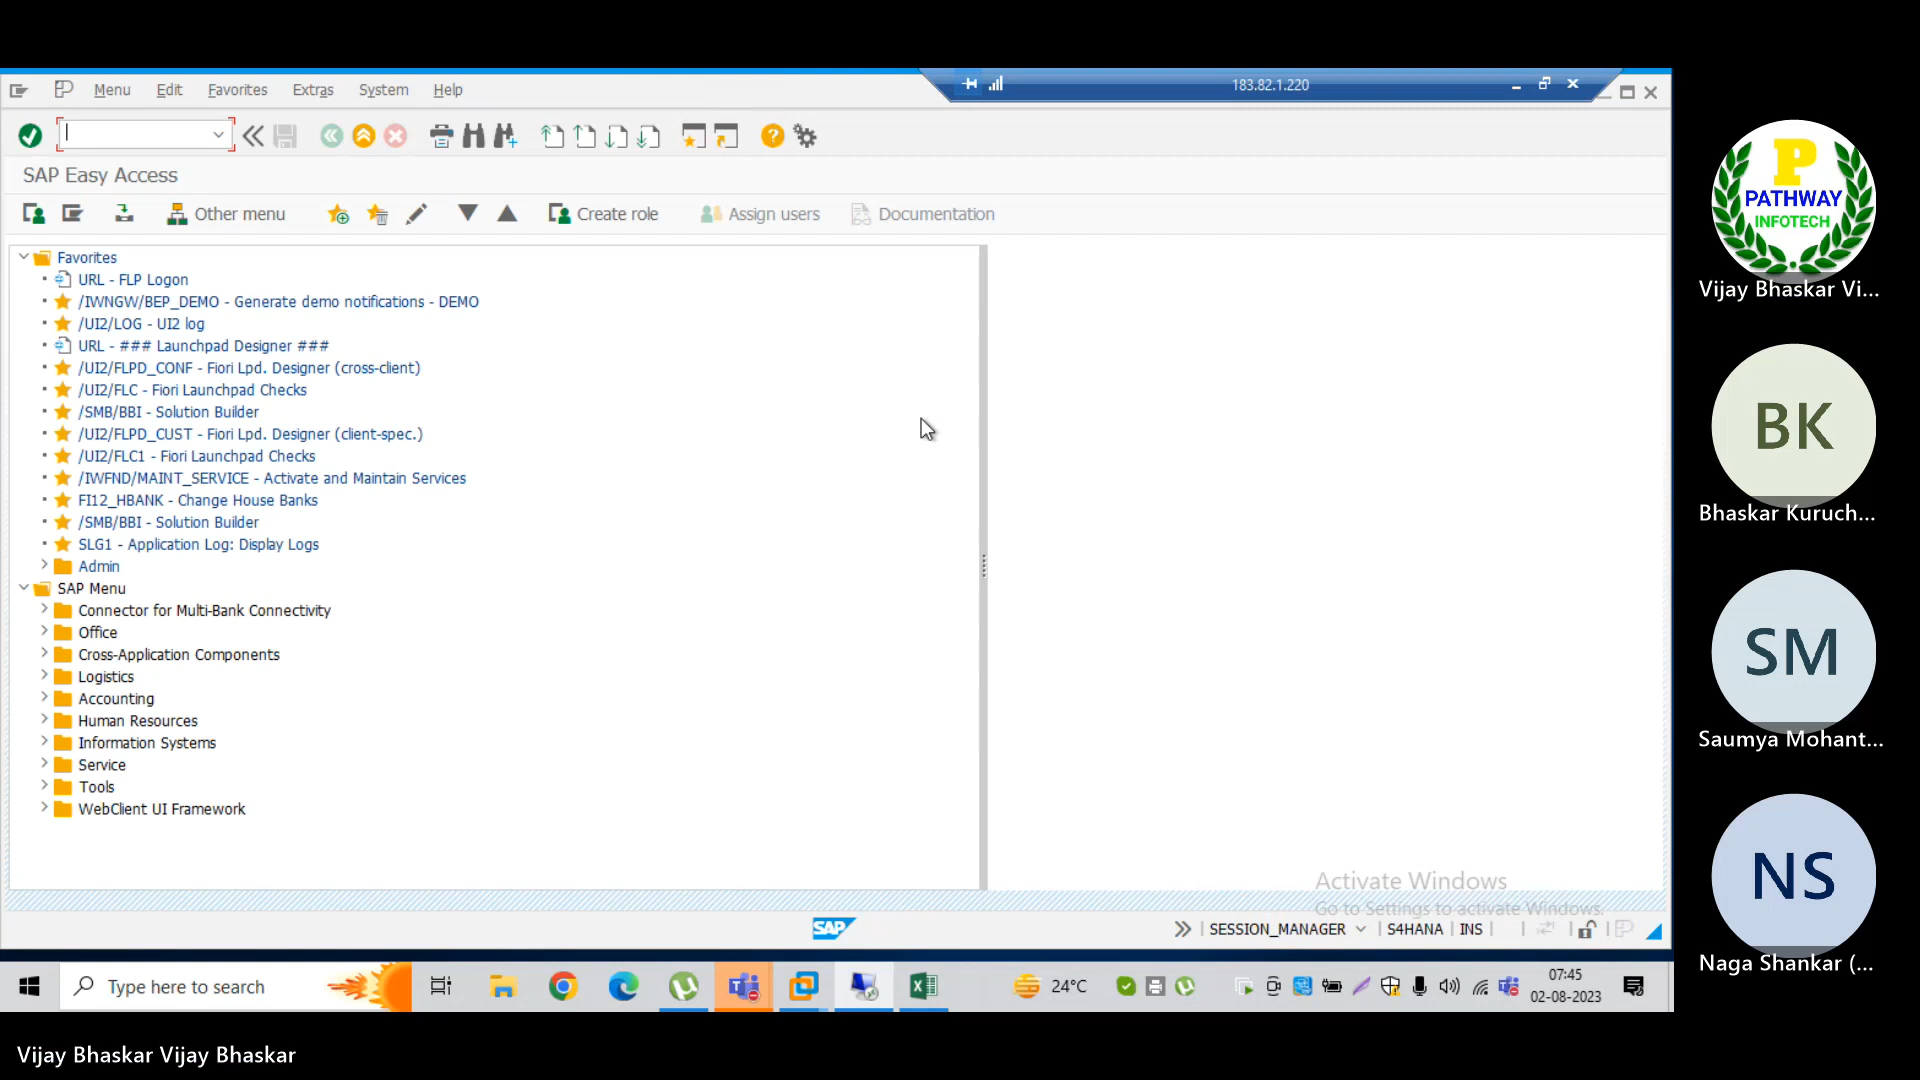 Menu Edit Favorites Extras System Help
183.82.1.220
SAP Easy Access
Other menu Create role Assign users Documentation
Favorites
URL - FLP Logon
/IWNGW/BEP_DEMO - Generate demo notifications - DEMO
/UI2/LOG - UI2 log
URL - ### Launchpad Designer ###
/UI2/FLPD_CONF - Fiori Lpd. Designer (cross-client)
/UI2/FLC - Fiori Launchpad Checks
/SMB/BBI - Solution Builder
/UI2/FLPD_CUST - Fiori Lpd. Designer (client-spec.)
/UI2/FLC1 - Fiori Launchpad Checks
/IWFND/MAINT_SERVICE - Activate and Maintain Services
FI12_HBANK - Change House Banks
/SMB/BBI - Solution Builder
SLG1 - Application Log: Display Logs
Admin
SAP Menu
Connector for Multi-Bank Connectivity
Office
Cross-Application Components
Logistics
Accounting
Human Resources
Information Systems
Service
Tools
WebClient UI Framework
Activate Windows
Go to Settings to activate Windows.
SAP
SESSION_MANAGER S4HANA INS
Type here to search
24°C
07:45
02-08-2023
P
PATHWAY
INFOTECH
Vijay Bhaskar Vi...
BK
Bhaskar Kuruch...
SM
Saumya Mohant...
NS
Naga Shankar (...
Vijay Bhaskar Vijay Bhaskar